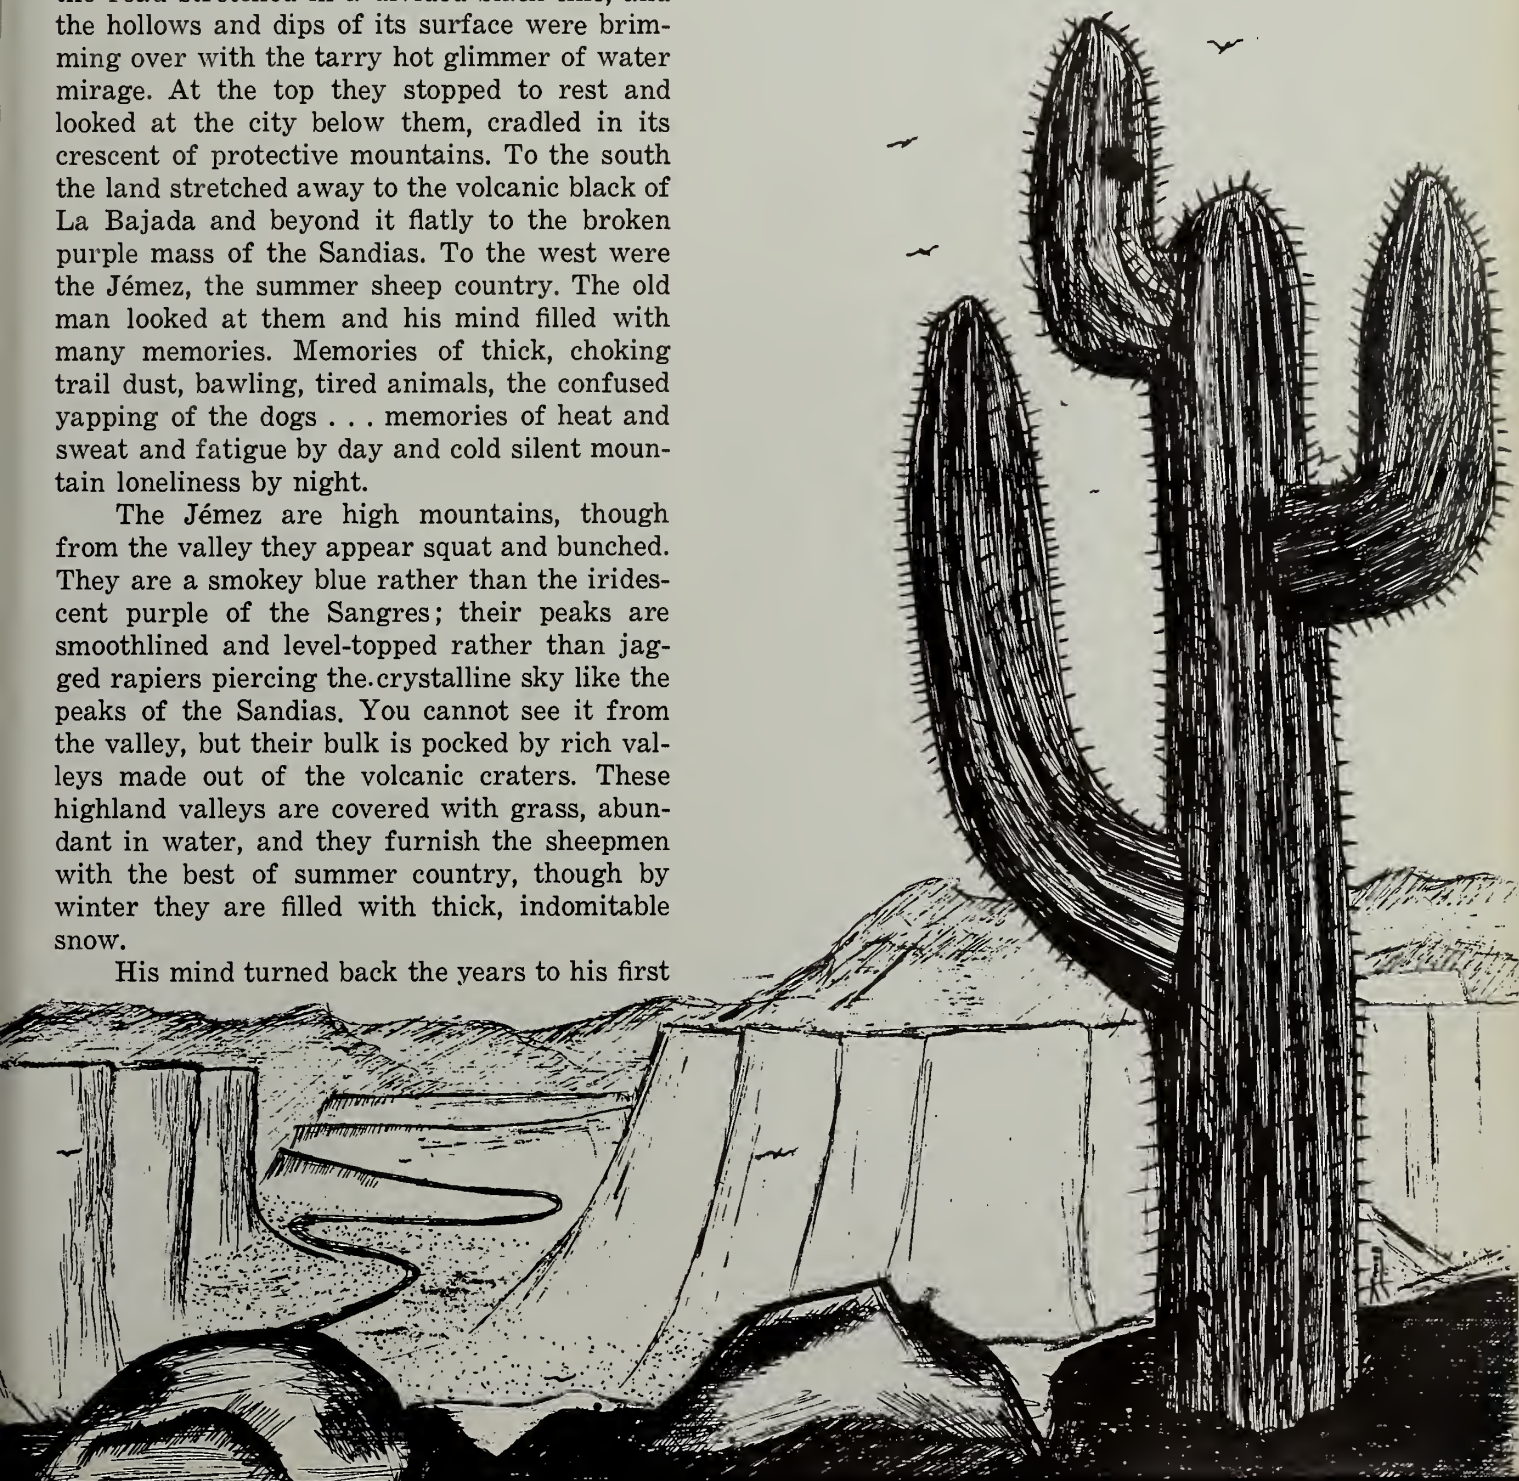 the hollows and dips of its surface were brim-
ming over with the tarry hot glimmer of water
mirage. At the top they stopped to rest and
looked at the city below them, cradled in its
crescent of protective mountains. To the south
the land stretched away to the volcanic black of
La Bajada and beyond it flatly to the broken
purple mass of the Sandias. To the west were
the Jémez, the summer sheep country. The old
man looked at them and his mind filled with
many memories. Memories of thick, choking
trail dust, bawling, tired animals, the confused
yapping of the dogs . . . memories of heat and
sweat and fatigue by day and cold silent moun-
tain loneliness by night.
The Jémez are high mountains, though
from the valley they appear squat and bunched.
They are a smokey blue rather than the irides-
cent purple of the Sangres; their peaks are
smoothlined and level-topped rather than jag-
ged rapiers piercing the.crystalline sky like the
peaks of the Sandias. You cannot see it from
the valley, but their bulk is pocked by rich val-
leys made out of the volcanic craters. These
highland valleys are covered with grass, abun-
dant in water, and they furnish the sheepmen
with the best of summer country, though by
winter they are filled with thick, indomitable
snow.
His mind turned back the years to his first